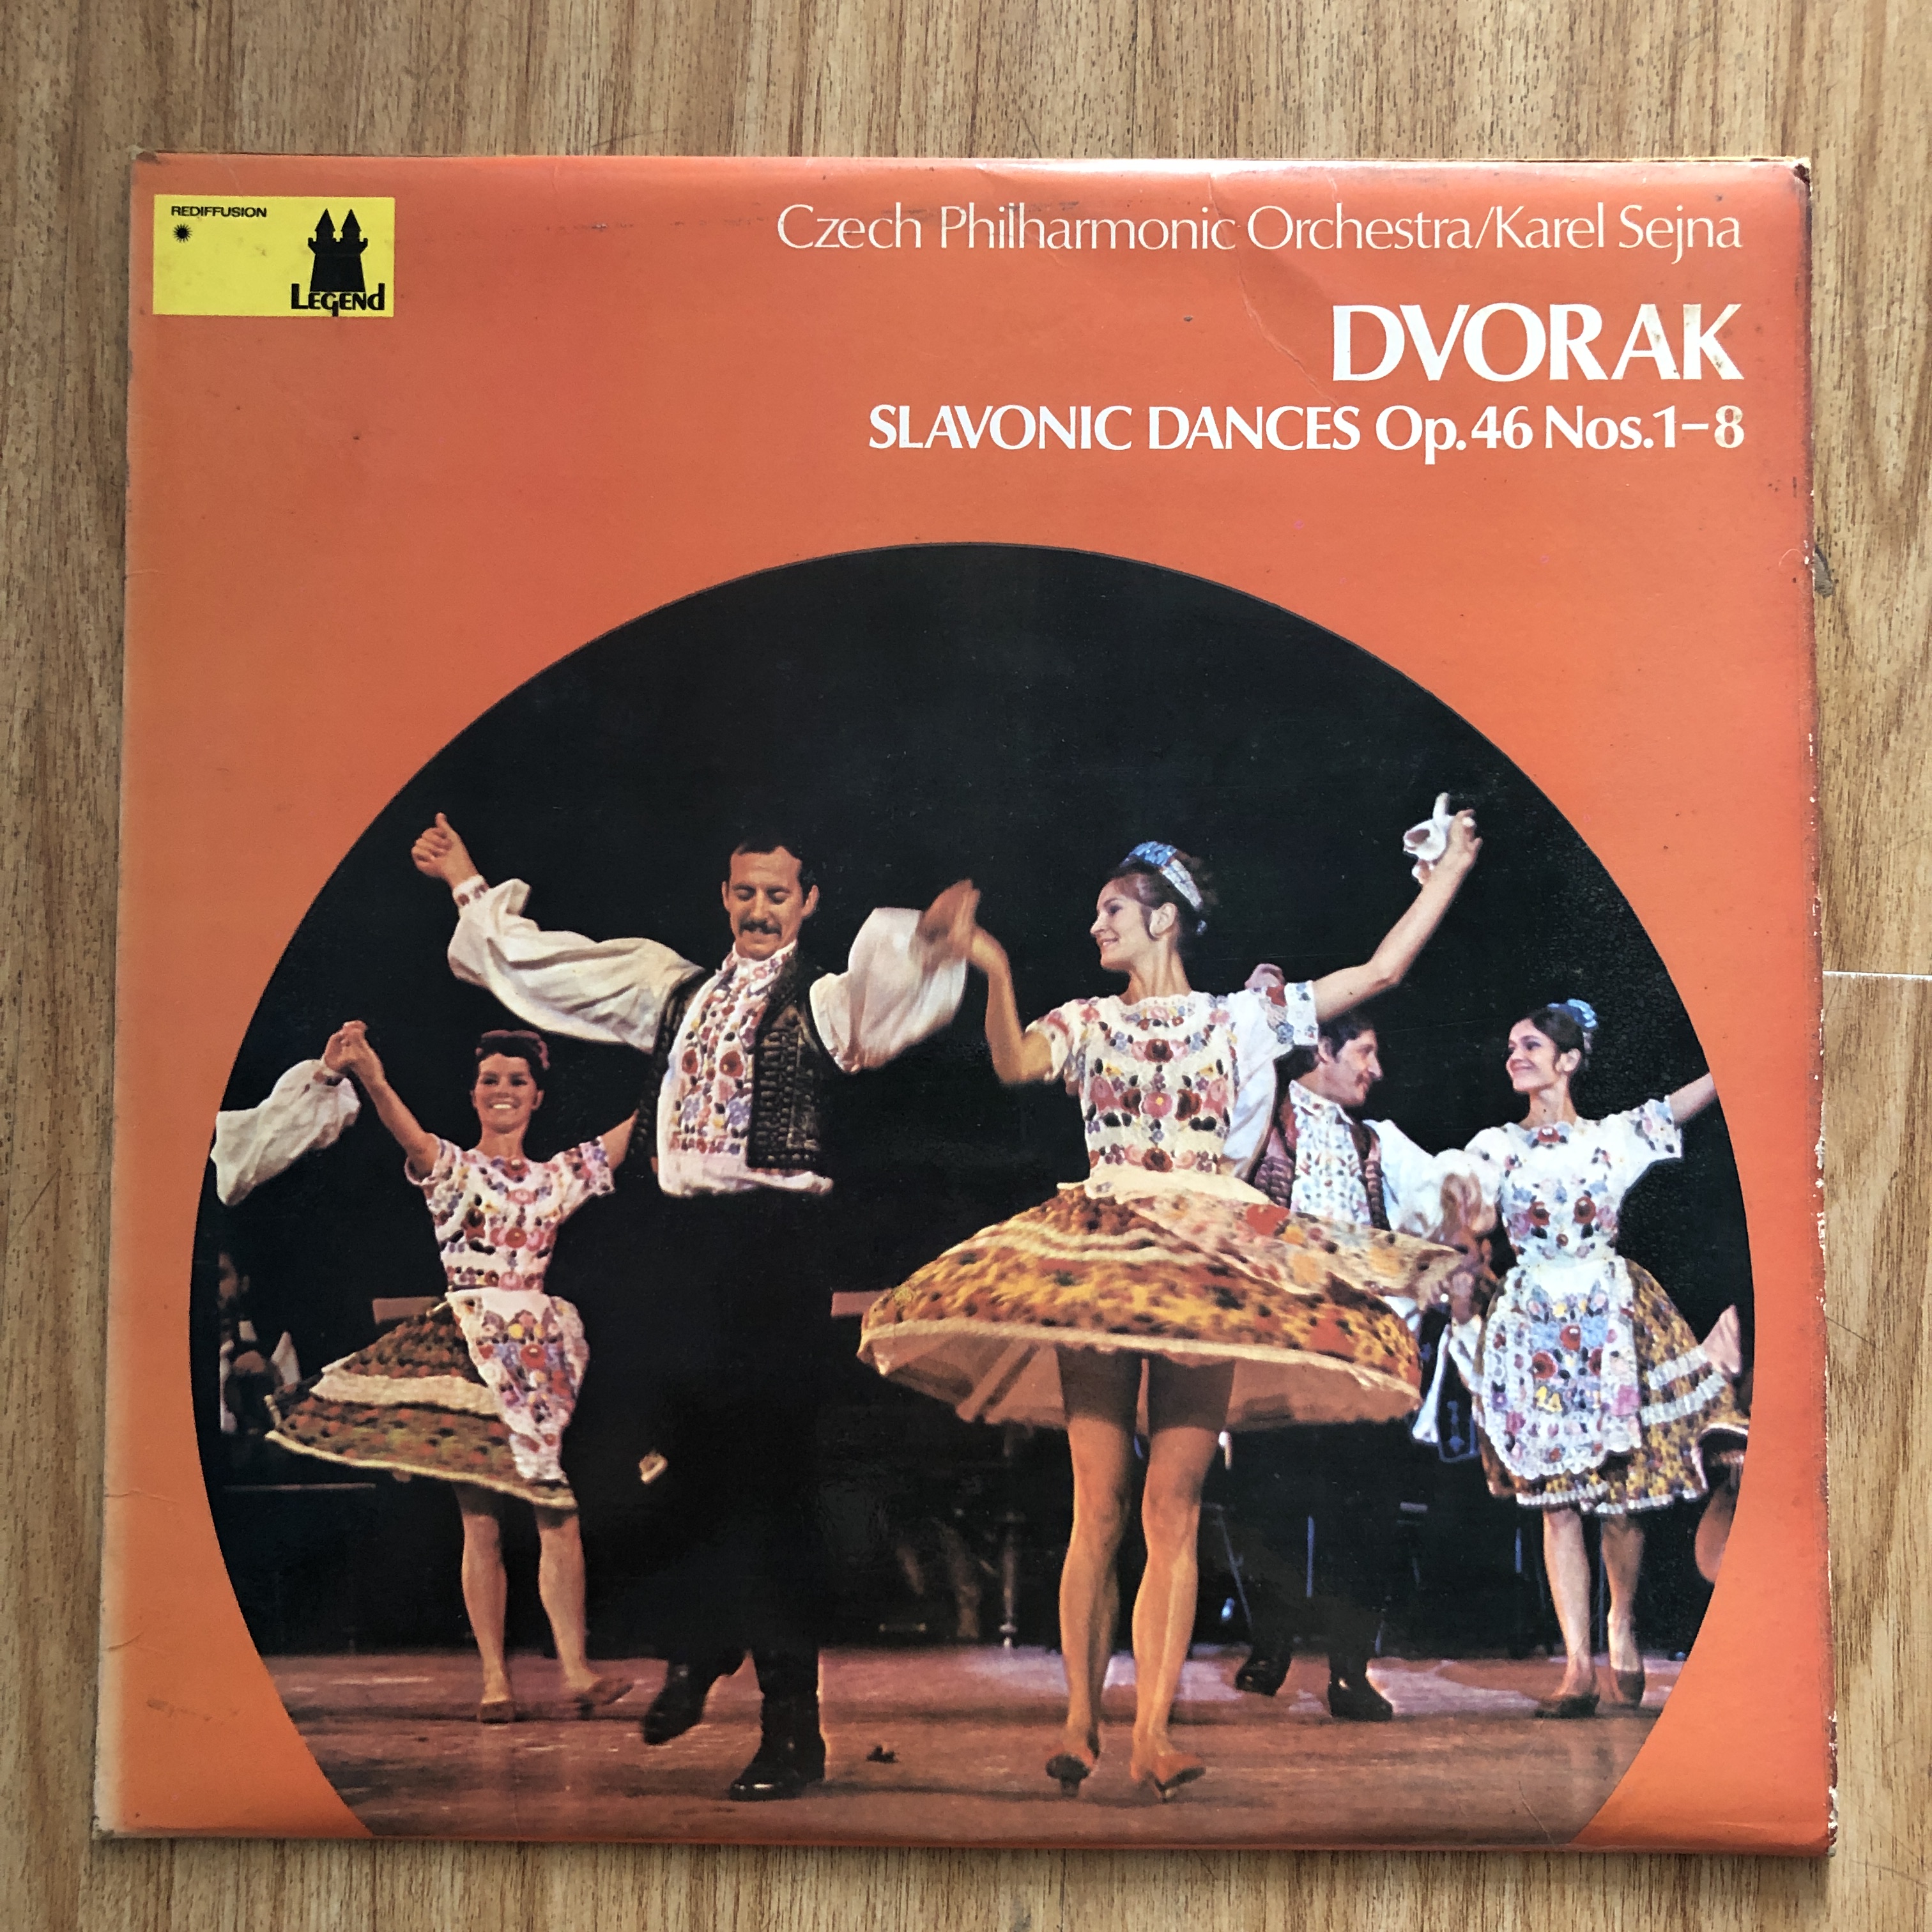 REDIFFUSION
LEGENd
Czech Philharmonic Orchestra/Karel Sejna
DVORAK
SLAVONIC DANCES Op.46 Nos.1–8